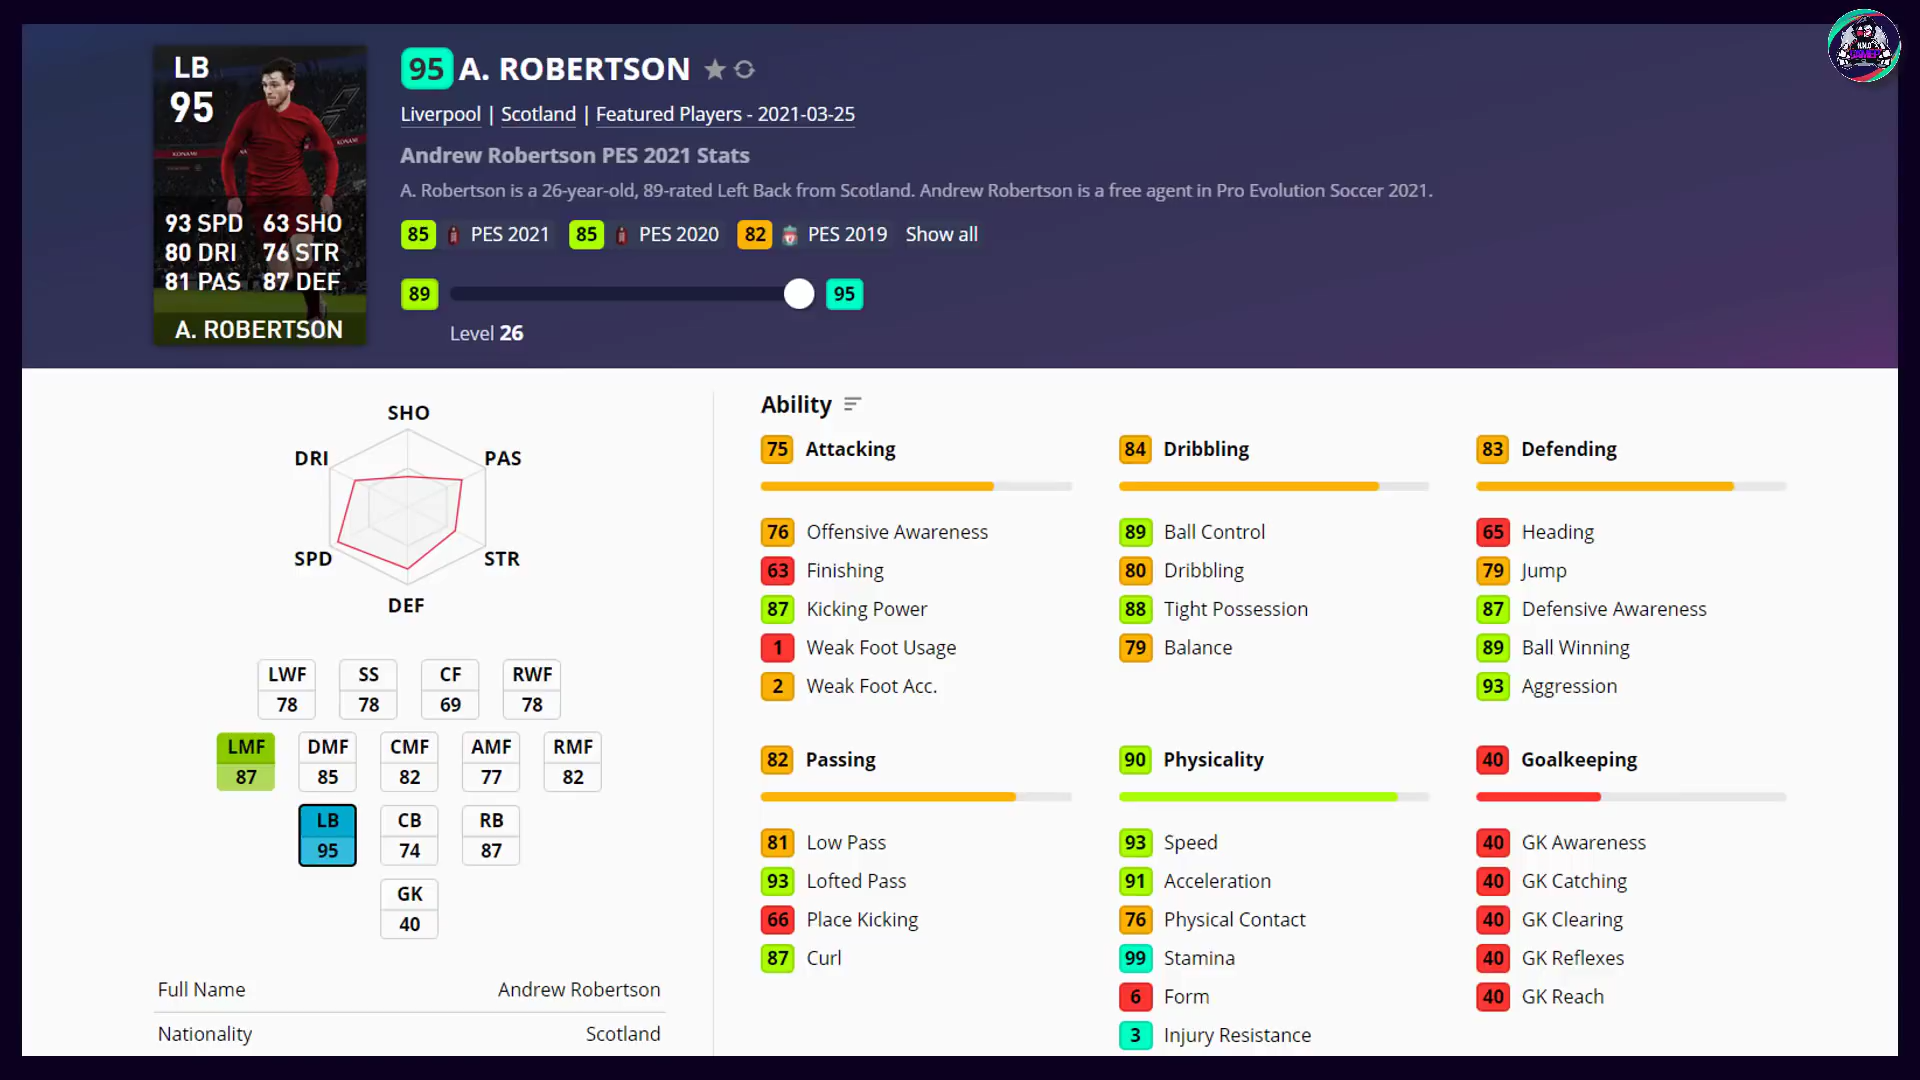 LB
95
93 SPD 63 SHO
80 DRI 76 STR
81 PAS 87 DEF
A. ROBERTSON
KONAMI
KONAMI
95 A. ROBERTSON
Liverpool | Scotland | Featured Players - 2021-03-25
Andrew Robertson PES 2021 Stats
A. Robertson is a 26-year-old, 89-rated Left Back from Scotland. Andrew Robertson is a free agent in Pro Evolution Soccer 2021.
85 PES 2021 85 PES 2020 82 PES 2019 Show all
89 95
Level 26
SHO
DRI PAS
SPD STR
DEF
LWF SS CF RWF
78 78 69 78
LMF DMF CMF AMF RMF
87 85 82 77 82
LB CB RB
95 74 87
GK
40
Full Name Andrew Robertson
Nationality Scotland
Ability
75 Attacking
76 Offensive Awareness
63 Finishing
87 Kicking Power
1 Weak Foot Usage
2 Weak Foot Acc.
84 Dribbling
89 Ball Control
80 Dribbling
88 Tight Possession
79 Balance
83 Defending
65 Heading
79 Jump
87 Defensive Awareness
89 Ball Winning
93 Aggression
82 Passing
81 Low Pass
93 Lofted Pass
66 Place Kicking
87 Curl
90 Physicality
93 Speed
91 Acceleration
76 Physical Contact
99 Stamina
6 Form
3 Injury Resistance
40 Goalkeeping
40 GK Awareness
40 GK Catching
40 GK Clearing
40 GK Reflexes
40 GK Reach